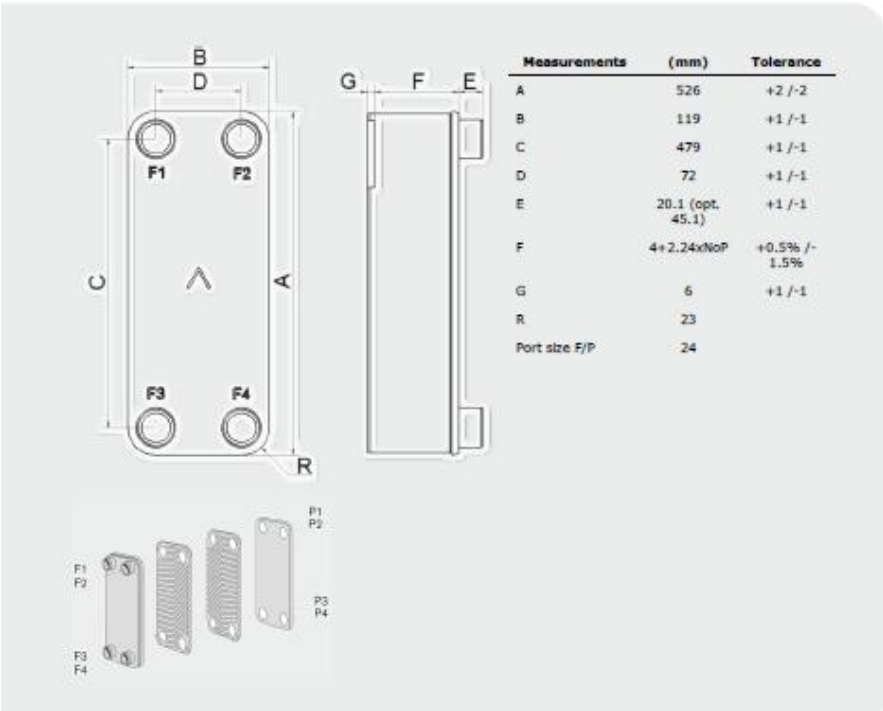 B
D
G F E
F1 F2
C
A
F3 F4
R
Measurements (mm) Tolerance
A 526 +2 /-2
B 119 +1 /-1
C 479 +1 /-1
D 72 +1 /-1
E 20.1 (opt. +1 /-1
45.1)
F 4+2.24xNoP +0.5% /-
1.5%
G 6 +1 /-1
R 23
Port size F/P 24
P1
P2
F1
F2
P3
P4
F3
F4